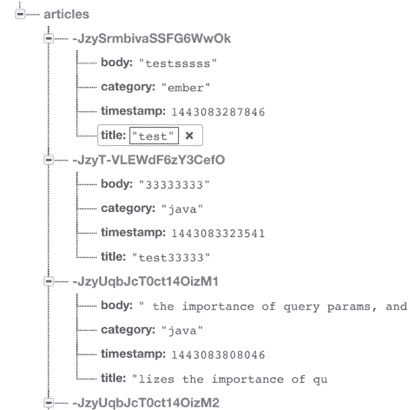 articles
-JzySrmbivaSSFG6WwOk
body: "testsssss"
category: "ember"
timestamp: 1443083287846
title: "test" ×
-JzyT-VLEWdF6zY3CefO
body: "33333333"
category: "java"
timestamp: 1443083323541
title: "test33333"
-JzyUqbJcT0ct14OizM1
body: " the importance of query params, and
category: "java"
timestamp: 1443083808046
title: "lizes the importance of qu
-JzyUqbJcT0ct14OizM2